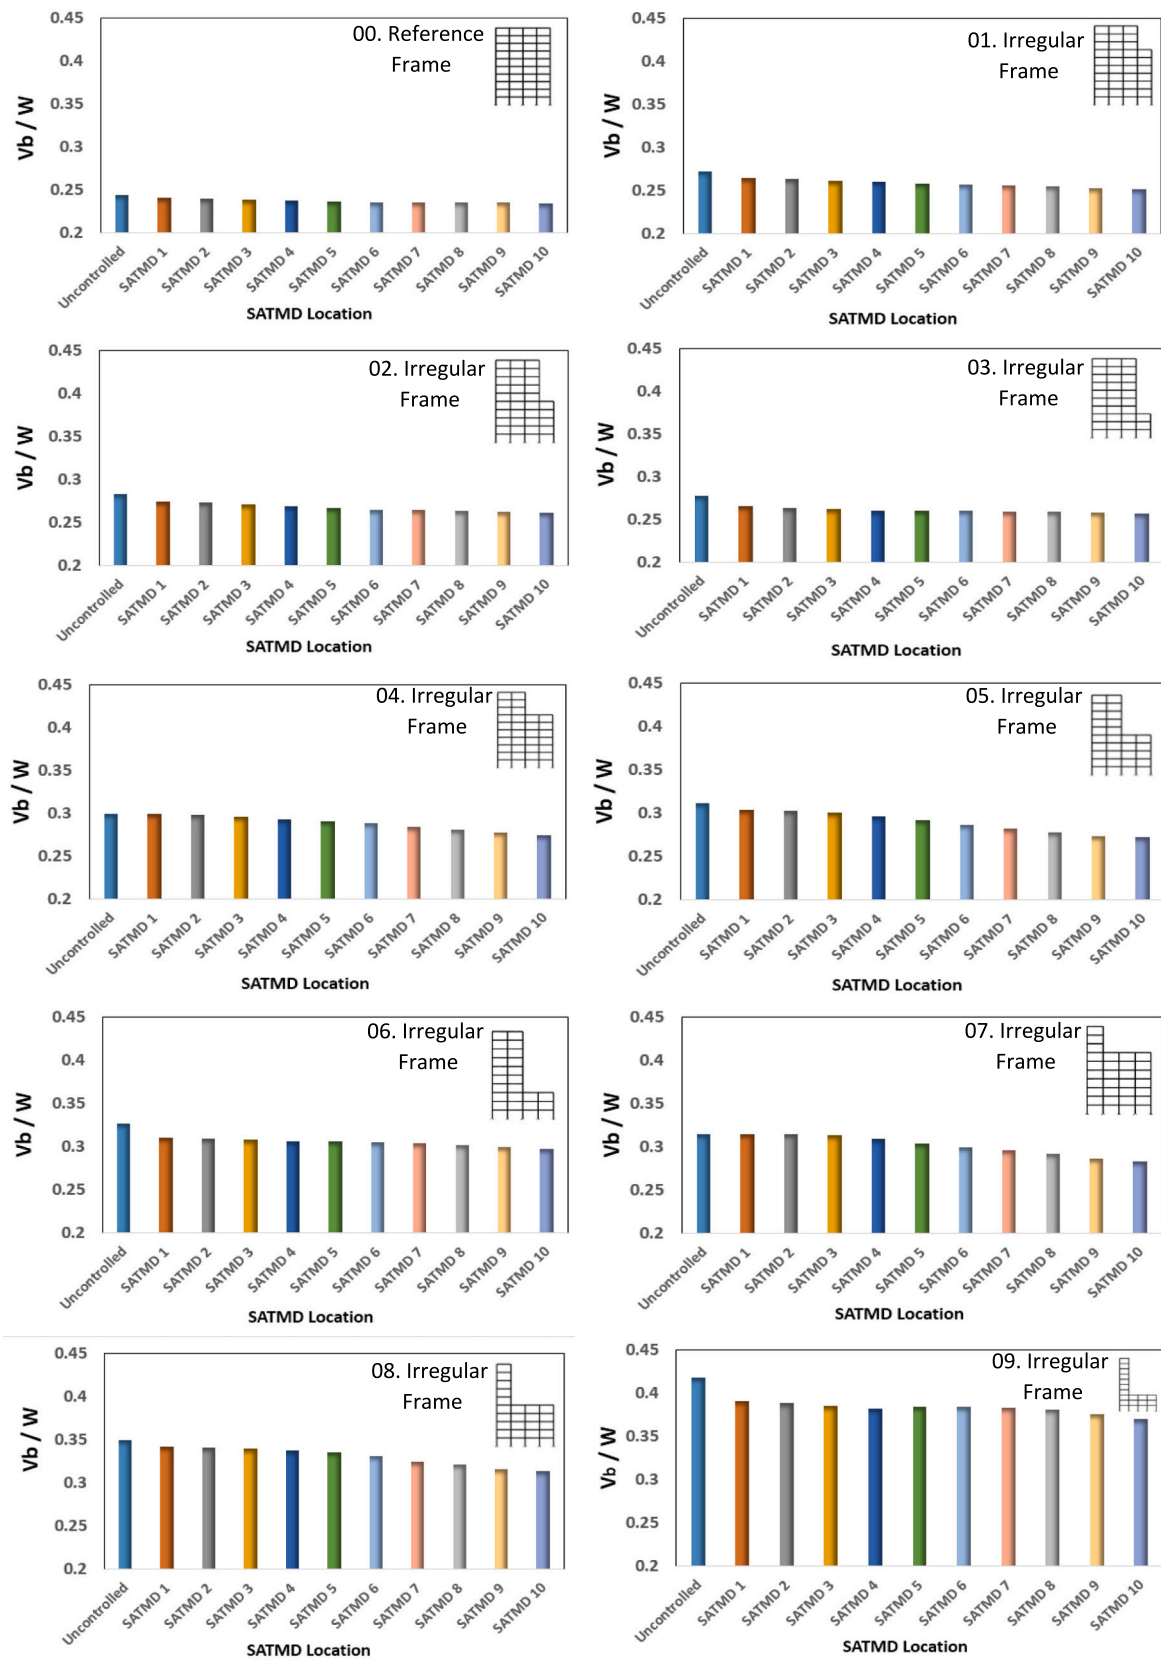 00. Reference
Frame
0.45
0.4
0.35
0.3
0.25
0.2
Vb / W
Uncontrolled
SATMD 1
SATMD 2
SATMD 3
SATMD 4
SATMD 5
SATMD 6
SATMD 7
SATMD 8
SATMD 9
SATMD 10
SATMD Location
01. Irregular
Frame
0.45
0.4
0.35
0.3
0.25
0.2
Vb / W
Uncontrolled
SATMD 1
SATMD 2
SATMD 3
SATMD 4
SATMD 5
SATMD 6
SATMD 7
SATMD 8
SATMD 9
SATMD 10
SATMD Location
02. Irregular
Frame
0.45
0.4
0.35
0.3
0.25
0.2
Vb / W
Uncontrolled
SATMD 1
SATMD 2
SATMD 3
SATMD 4
SATMD 5
SATMD 6
SATMD 7
SATMD 8
SATMD 9
SATMD 10
SATMD Location
03. Irregular
Frame
0.45
0.4
0.35
0.3
0.25
0.2
Vb / W
Uncontrolled
SATMD 1
SATMD 2
SATMD 3
SATMD 4
SATMD 5
SATMD 6
SATMD 7
SATMD 8
SATMD 9
SATMD 10
SATMD Location
04. Irregular
Frame
0.45
0.4
0.35
0.3
0.25
0.2
Vb / W
Uncontrolled
SATMD 1
SATMD 2
SATMD 3
SATMD 4
SATMD 5
SATMD 6
SATMD 7
SATMD 8
SATMD 9
SATMD 10
SATMD Location
05. Irregular
Frame
0.45
0.4
0.35
0.3
0.25
0.2
Vb / W
Uncontrolled
SATMD 1
SATMD 2
SATMD 3
SATMD 4
SATMD 5
SATMD 6
SATMD 7
SATMD 8
SATMD 9
SATMD 10
SATMD Location
06. Irregular
Frame
0.45
0.4
0.35
0.3
0.25
0.2
Vb / W
Uncontrolled
SATMD 1
SATMD 2
SATMD 3
SATMD 4
SATMD 5
SATMD 6
SATMD 7
SATMD 8
SATMD 9
SATMD 10
SATMD Location
07. Irregular
Frame
0.45
0.4
0.35
0.3
0.25
0.2
Vb / W
Uncontrolled
SATMD 1
SATMD 2
SATMD 3
SATMD 4
SATMD 5
SATMD 6
SATMD 7
SATMD 8
SATMD 9
SATMD 10
SATMD Location
08. Irregular
Frame
0.45
0.4
0.35
0.3
0.25
0.2
Vb / W
Uncontrolled
SATMD 1
SATMD 2
SATMD 3
SATMD 4
SATMD 5
SATMD 6
SATMD 7
SATMD 8
SATMD 9
SATMD 10
SATMD Location
09. Irregular
Frame
0.45
0.4
0.35
0.3
0.25
0.2
Vb / W
Uncontrolled
SATMD 1
SATMD 2
SATMD 3
SATMD 4
SATMD 5
SATMD 6
SATMD 7
SATMD 8
SATMD 9
SATMD 10
SATMD Location